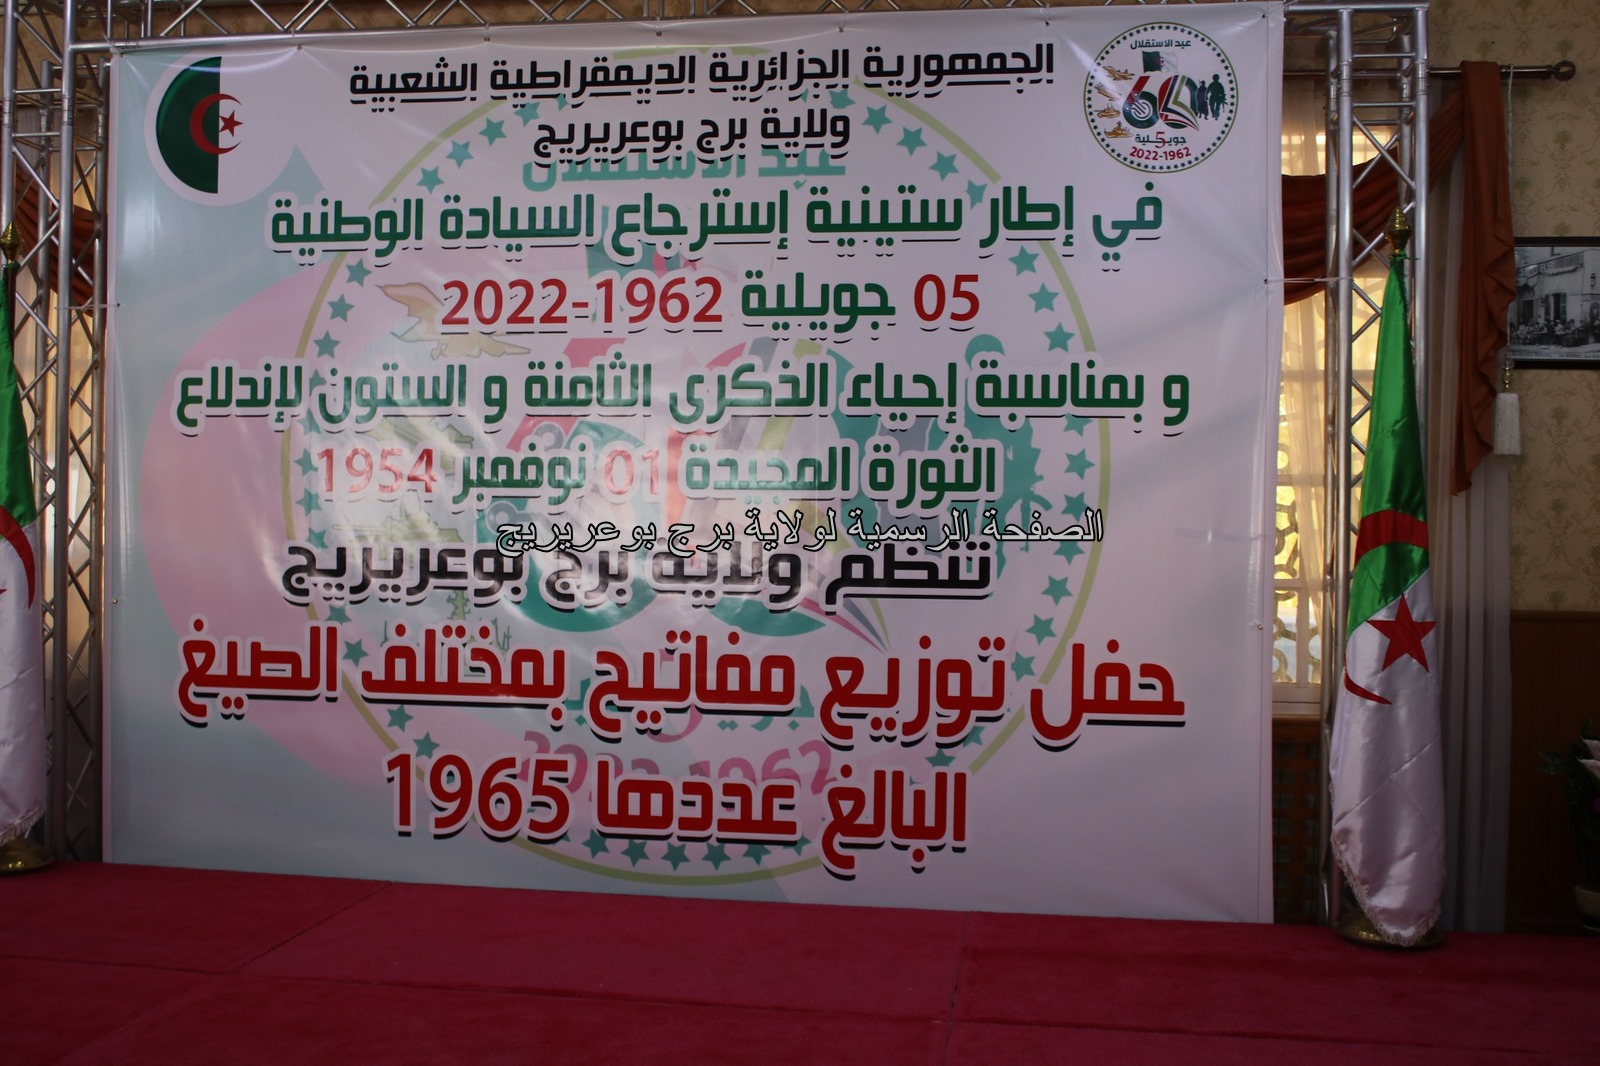 الجمهورية الجزائرية الديمقراطية الشعبية
ولاية برج بوعريريج
عيد الاستقلال
60
5 جويلية
2022-1962
في إطار ستينية إسترجاع السيادة الوطنية
05 جويلية 1962-2022
و بمناسبة إحياء الذكرى الثامنة و الستون لإندلاع
الثورة المجيدة 01 نوفمبر 1954
الصفحة الرسمية لولاية برج بوعريريج
تنظم ولاية برج بوعريريج
حفل توزيع مفاتيح بمختلف الصيغ
البالغ عددها 1965